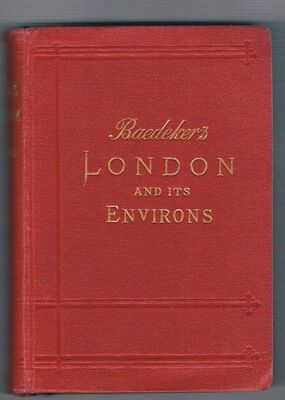 Baedeker's
LONDON
AND ITS
ENVIRONS